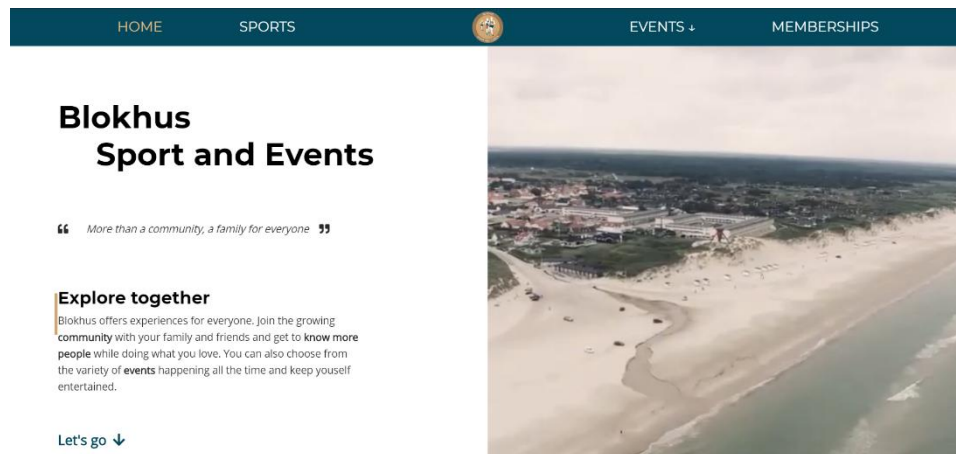 HOME SPORTS EVENTS ↓ MEMBERSHIPS
Blokhus
Sport and Events
“ More than a community, a family for everyone ”
Explore together
Blokhus offers experiences for everyone. Join the growing
community with your family and friends and get to know more
people while doing what you love. You can also choose from
the variety of events happening all the time and keep youself
entertained.
Let's go ↓